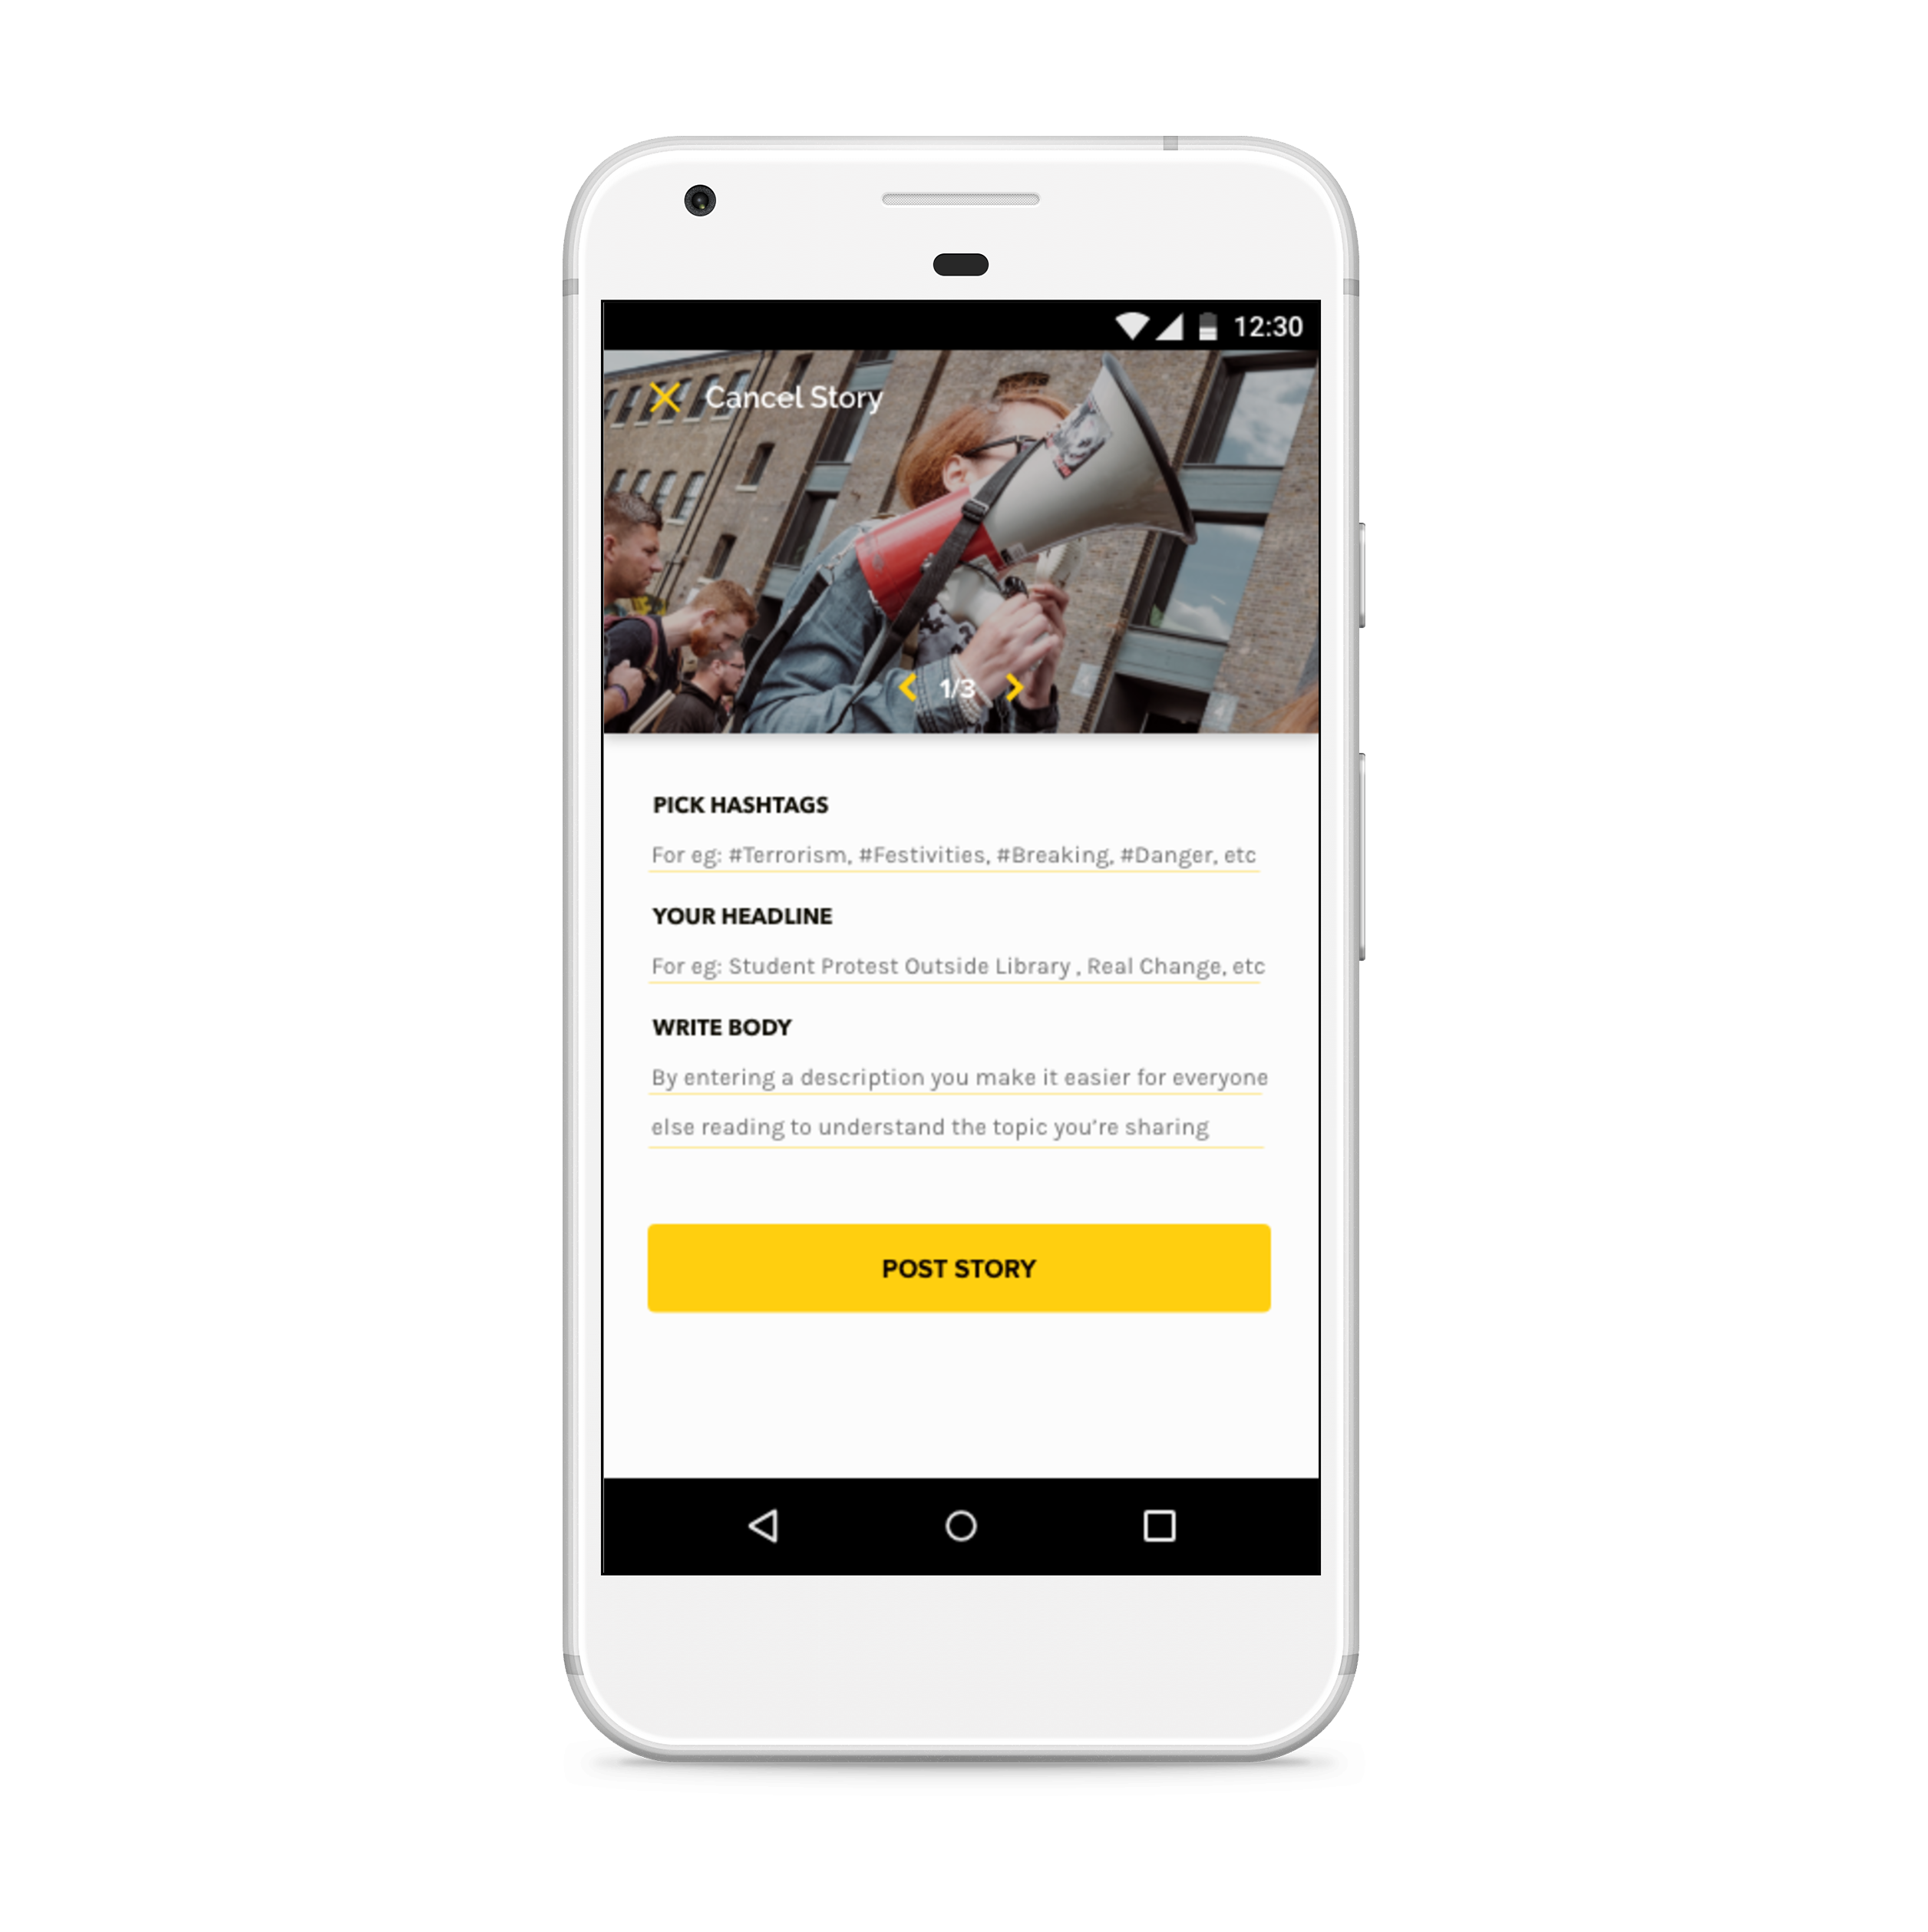 12:30
Cancel Story
1/3
PICK HASHTAGS
For eg: #Terrorism, #Festivities, #Breaking, #Danger, etc
YOUR HEADLINE
For eg: Student Protest Outside Library , Real Change, etc
WRITE BODY
By entering a description you make it easier for everyone
else reading to understand the topic you’re sharing
POST STORY